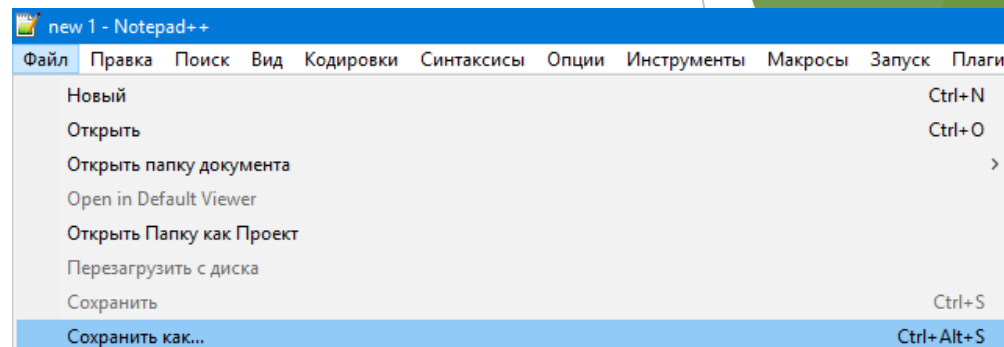 new 1 - Notepad++
Файл Правка Поиск Вид Кодировки Синтаксисы Опции Инструменты Макросы Запуск Плаги
Новый Ctrl+N
Открыть Ctrl+O
Открыть папку документа
Open in Default Viewer
Открыть Папку как Проект
Перезагрузить с диска
Сохранить Ctrl+S
Сохранить как... Ctrl+Alt+S